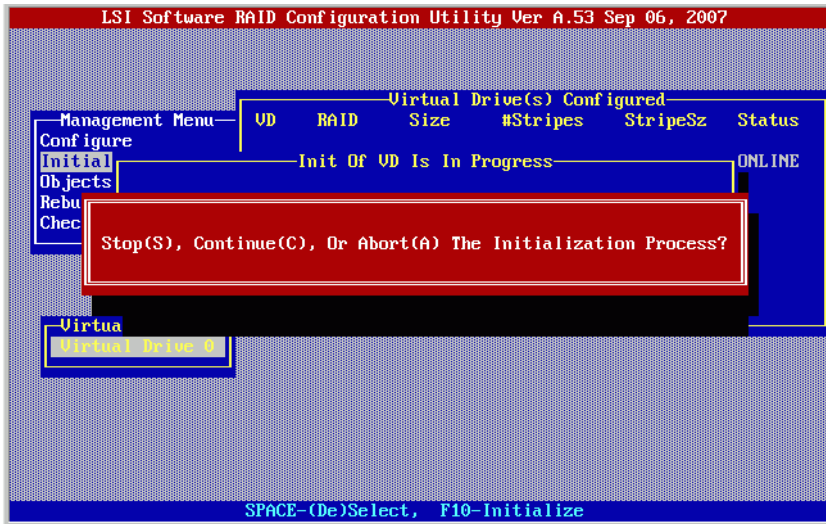 LSI Software RAID Configuration Utility Ver A.53 Sep 06, 2007
Virtual Drive(s) Configured
Management Menu
VD RAID Size #Stripes StripeSz Status
Configure
Initial
Init Of VD Is In Progress
ONLINE
Objects
Rebu
Chec
Stop(S), Continue(C), Or Abort(A) The Initialization Process?
Virtua
Virtual Drive 0
SPACE-(De)Select, F10-Initialize